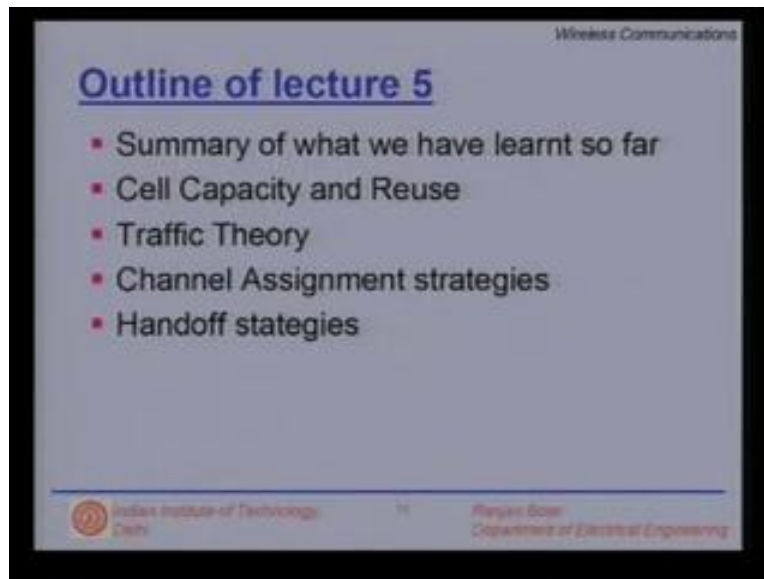 Wireless Communications
Outline of lecture 5
▪ Summary of what we have learnt so far
▪ Cell Capacity and Reuse
▪ Traffic Theory
▪ Channel Assignment strategies
▪ Handoff stategies
Indian Institute of Technology
Delhi
Ranjan Bose
Department of Electrical Engineering